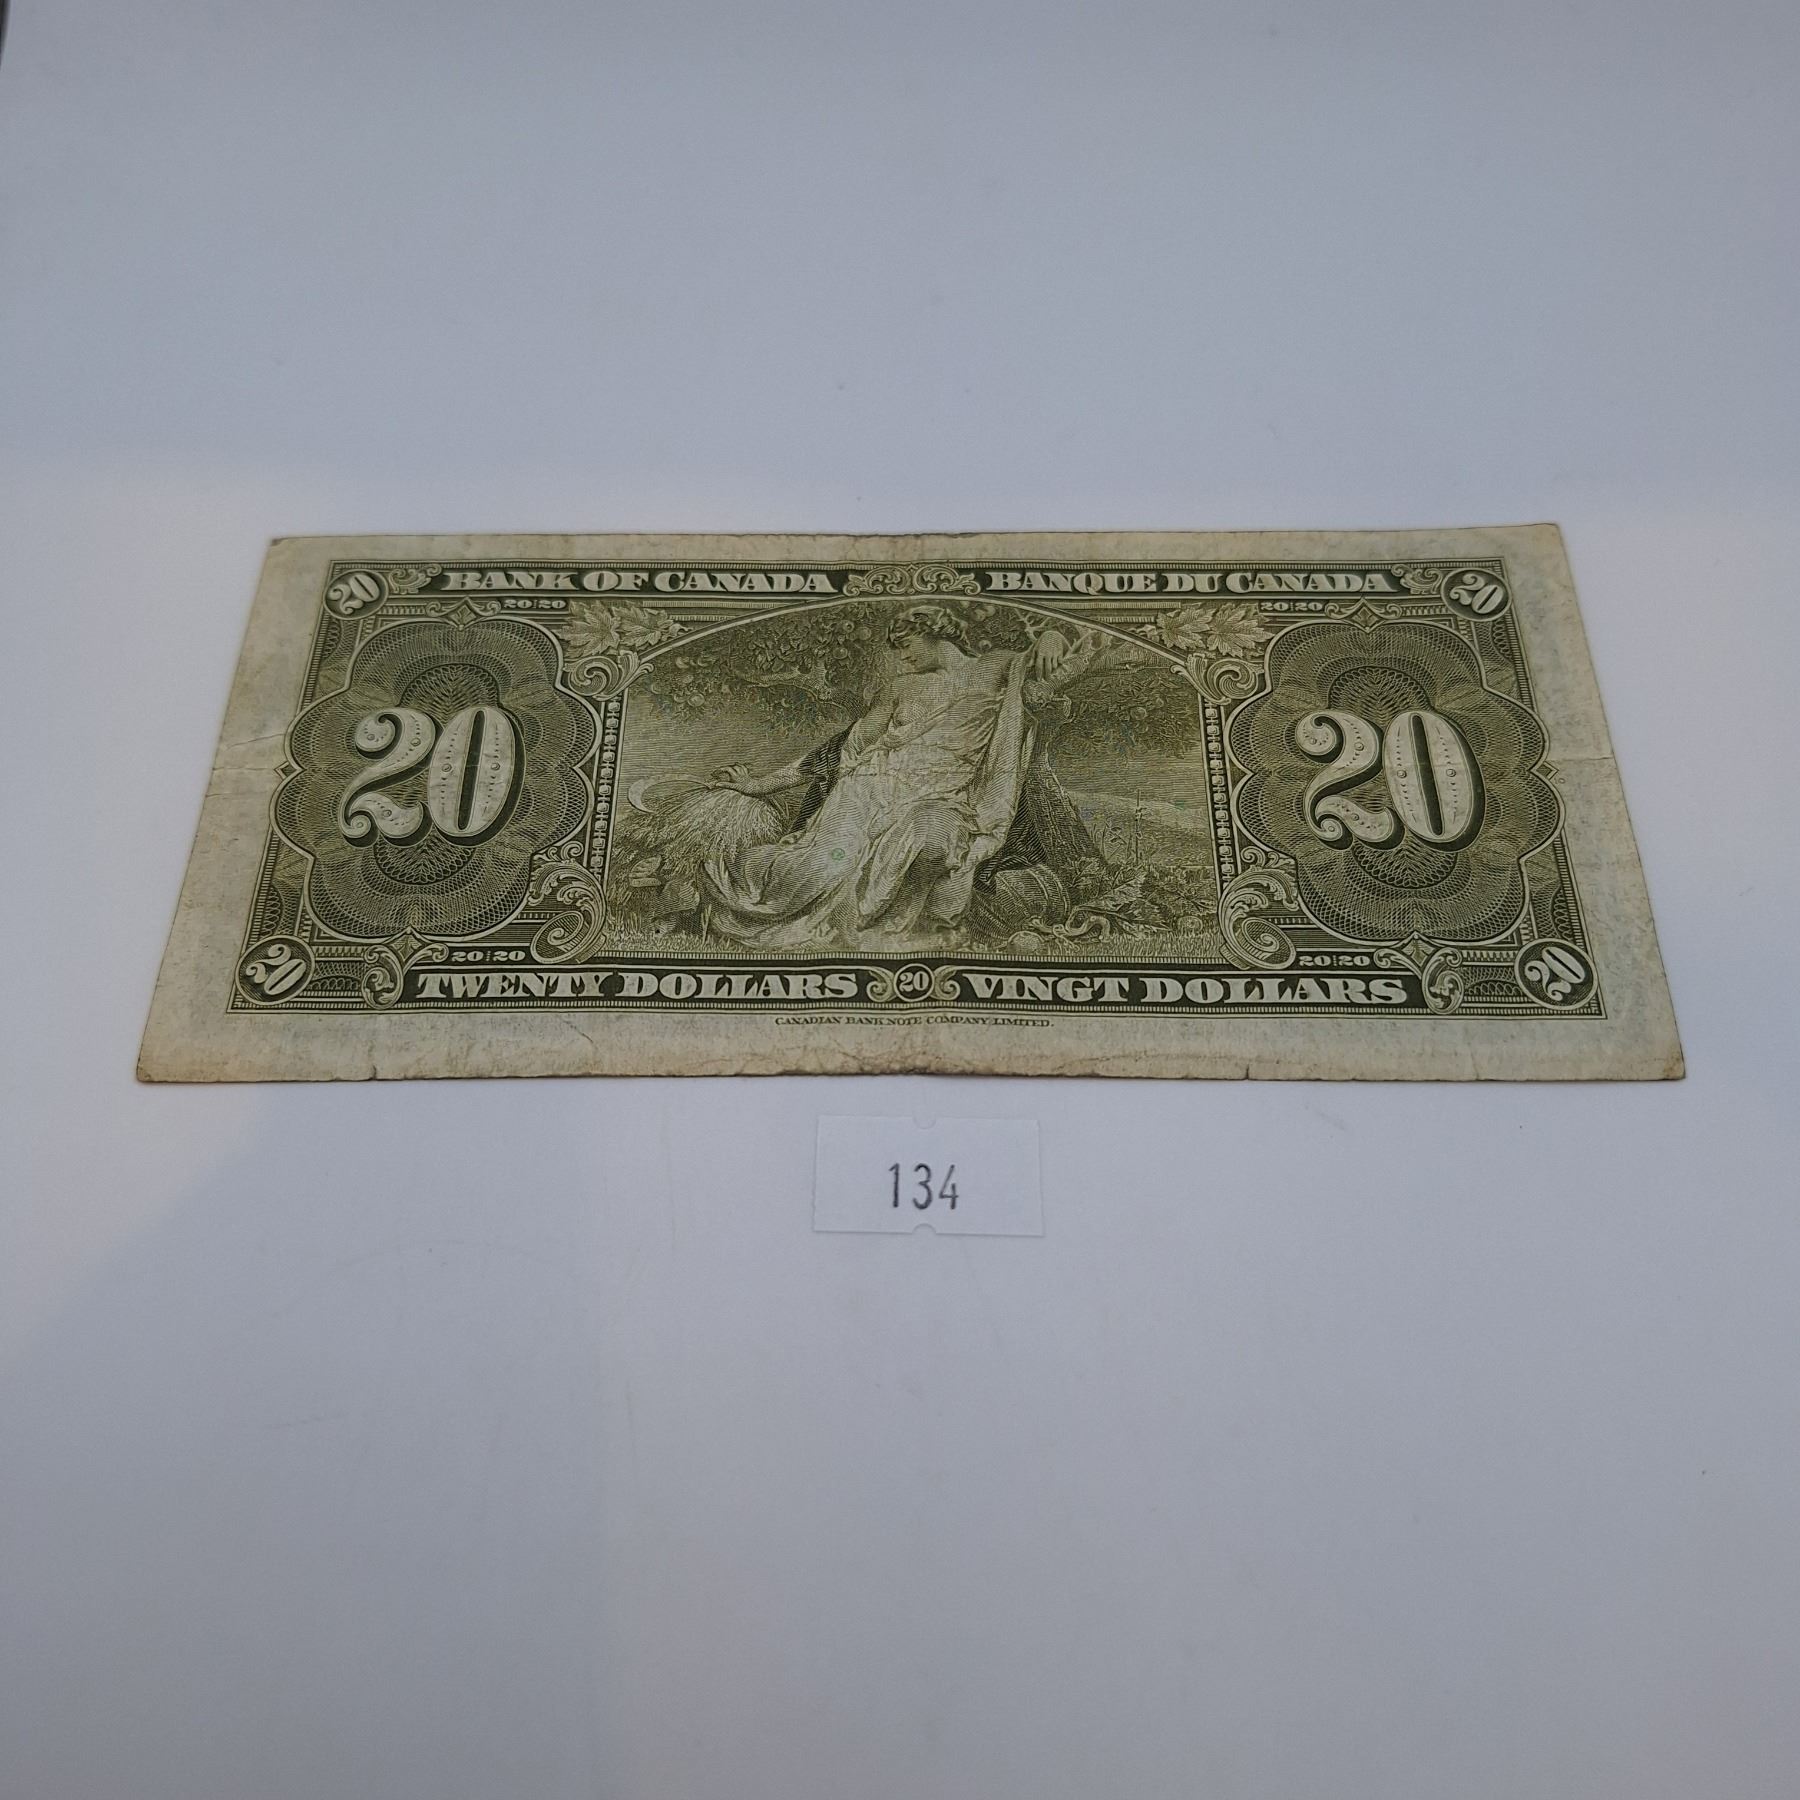 20 BANK OF CANADA BANQUE DU CANADA 20
20 20 20 20
20 20
20 20 20 20
20 TWENTY DOLLARS 20 VINGT DOLLARS 20
CANADIAN BANK NOTE COMPANY LIMITED.
134